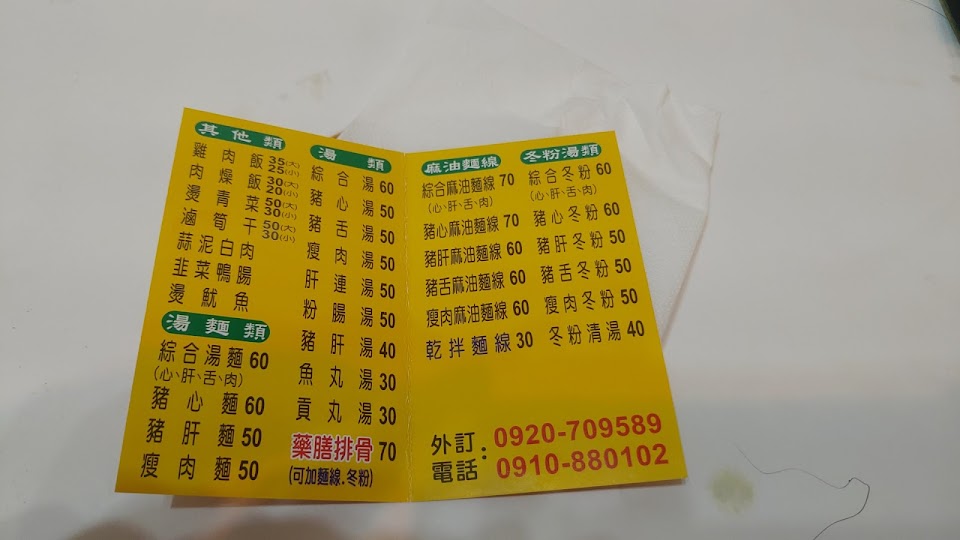 其他類
雞肉飯 35(大) 25(小)
肉燥飯 30(大) 20(小)
燙青菜 50(大) 30(小)
滷筍干 50(大) 30(小)
蒜泥白肉
韭菜鴨腸
燙魷魚
湯麵類
綜合湯麵 60
(心、肝、舌、肉)
豬心麵 60
豬肝麵 50
瘦肉麵 50
湯類
綜合湯 60
豬心湯 50
豬舌湯 50
瘦肉湯 50
肝連湯 50
粉腸湯 50
豬肝湯 40
魚丸湯 30
貢丸湯 30
藥膳排骨 70
(可加麵線.冬粉)
麻油麵線
綜合麻油麵線 70
(心、肝、舌、肉)
豬心麻油麵線 70
豬肝麻油麵線 60
豬舌麻油麵線 60
瘦肉麻油麵線 60
乾拌麵線 30
冬粉湯類
綜合冬粉 60
(心、肝、舌、肉)
豬心冬粉 60
豬肝冬粉 50
豬舌冬粉 50
瘦肉冬粉 50
冬粉清湯 40
外訂電話：
0920-709589
0910-880102